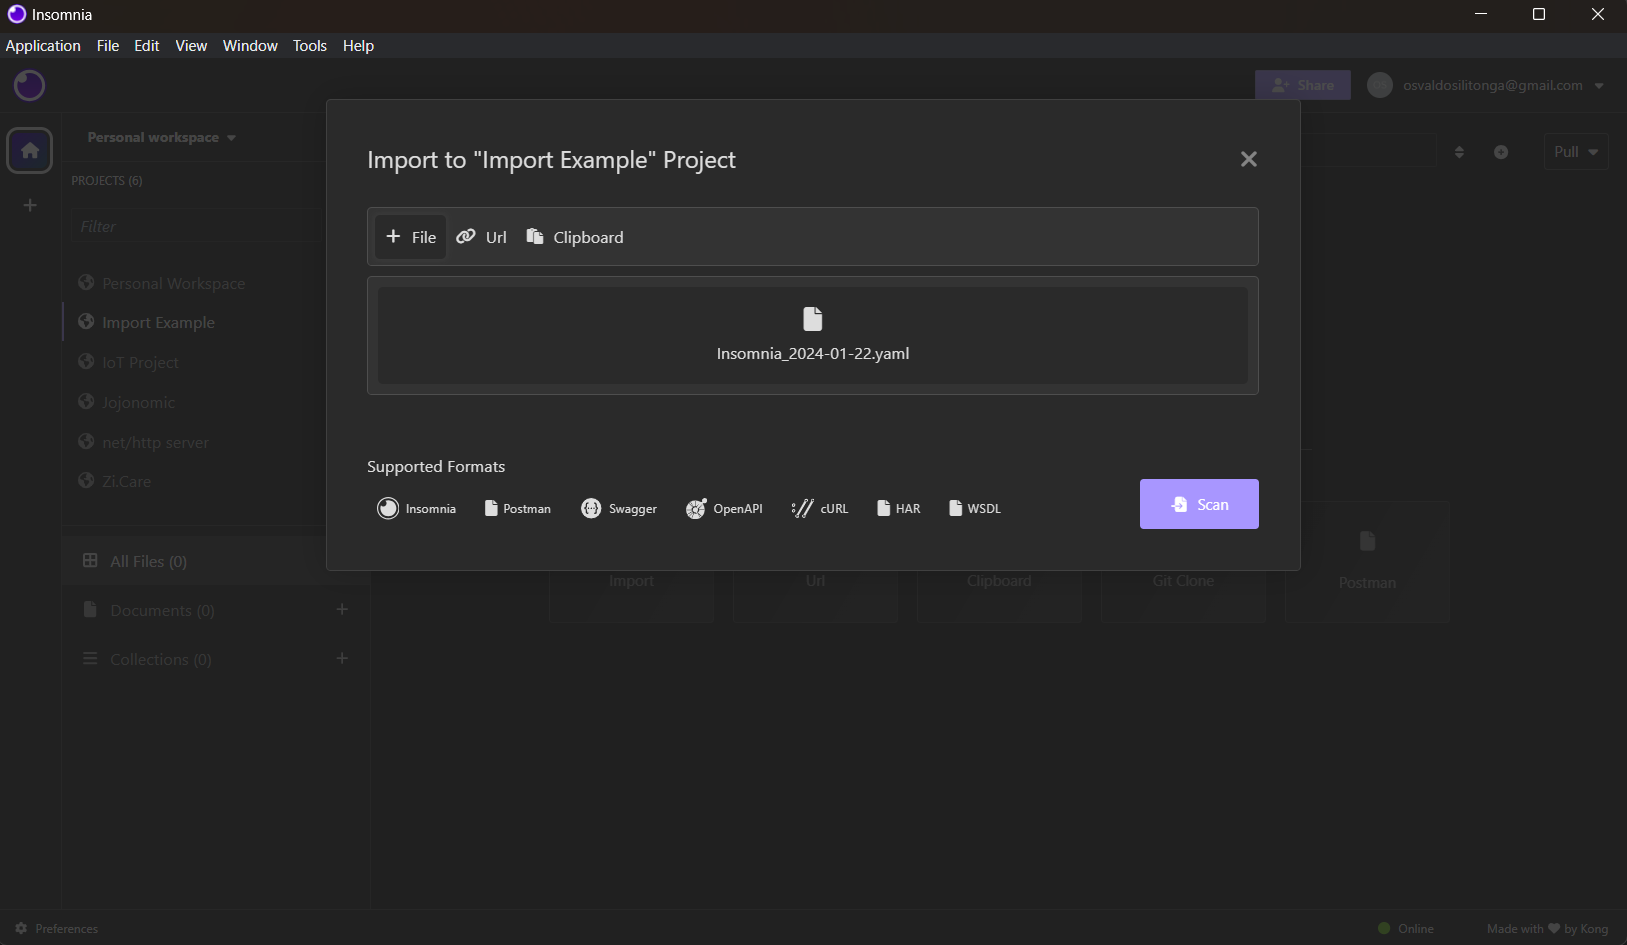 Insomnia
Application File Edit View Window Tools Help
Share osvaldosilitonga@gmail.com
Personal workspace
Pull
PROJECTS (6)
Filter
Personal Workspace
Import Example
IoT Project
Jojonomic
net/http server
Zi.Care
All Files (0)
Documents (0)
Collections (0)
Import to "Import Example" Project
File Url Clipboard
Insomnia_2024-01-22.yaml
Supported Formats
Insomnia Postman Swagger OpenAPI cURL HAR WSDL
Scan
Import Url Clipboard Git Clone Postman
Preferences
Online Made with by Kong